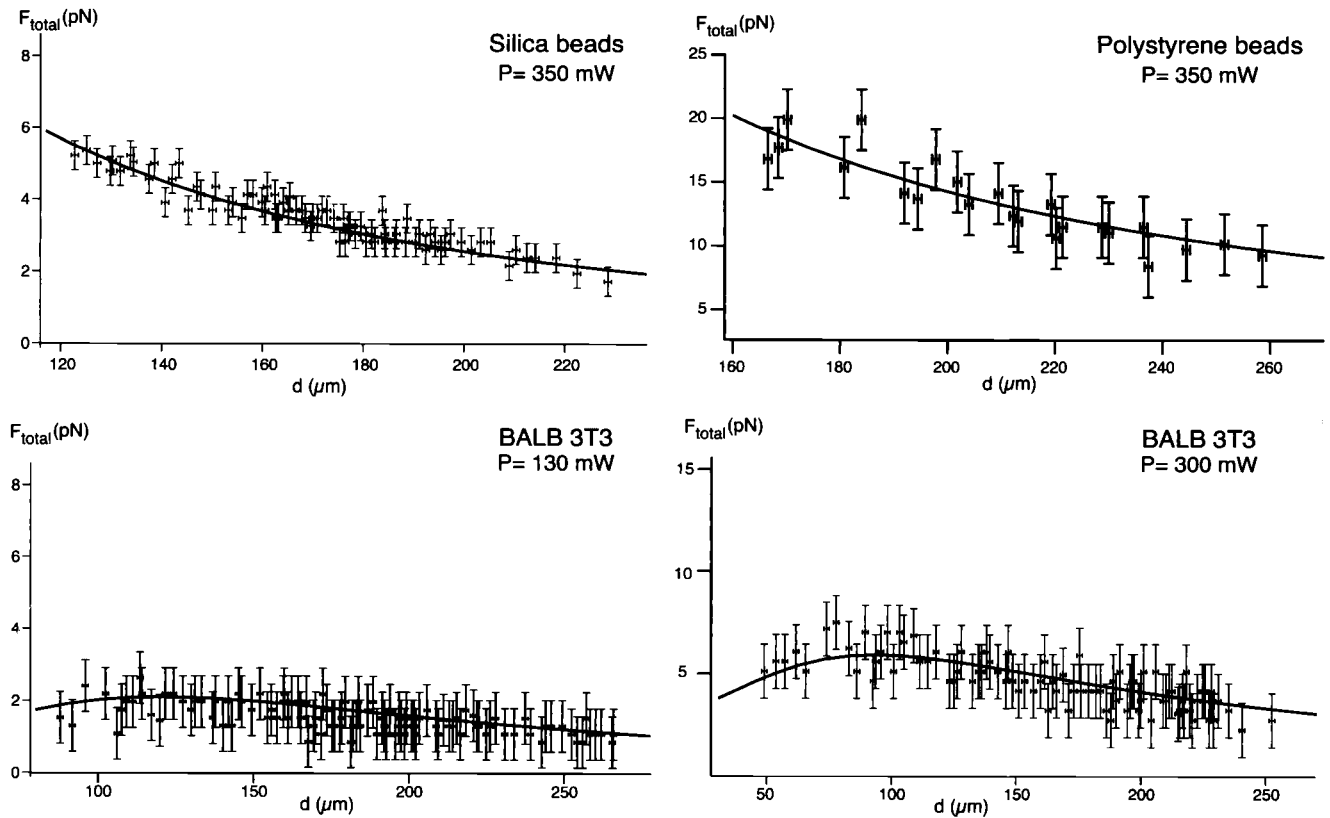 F_total (pN)
Silica beads
P= 350 mW
8
6
4
2
0
120 140 160 180 200 220
d (µm)
F_total (pN)
Polystyrene beads
P= 350 mW
25
20
15
10
5
160 180 200 220 240 260
d (µm)
F_total (pN)
BALB 3T3
P= 130 mW
8
6
4
2
0
100 150 200 250
d (µm)
F_total (pN)
BALB 3T3
P= 300 mW
15
10
5
50 100 150 200 250
d (µm)